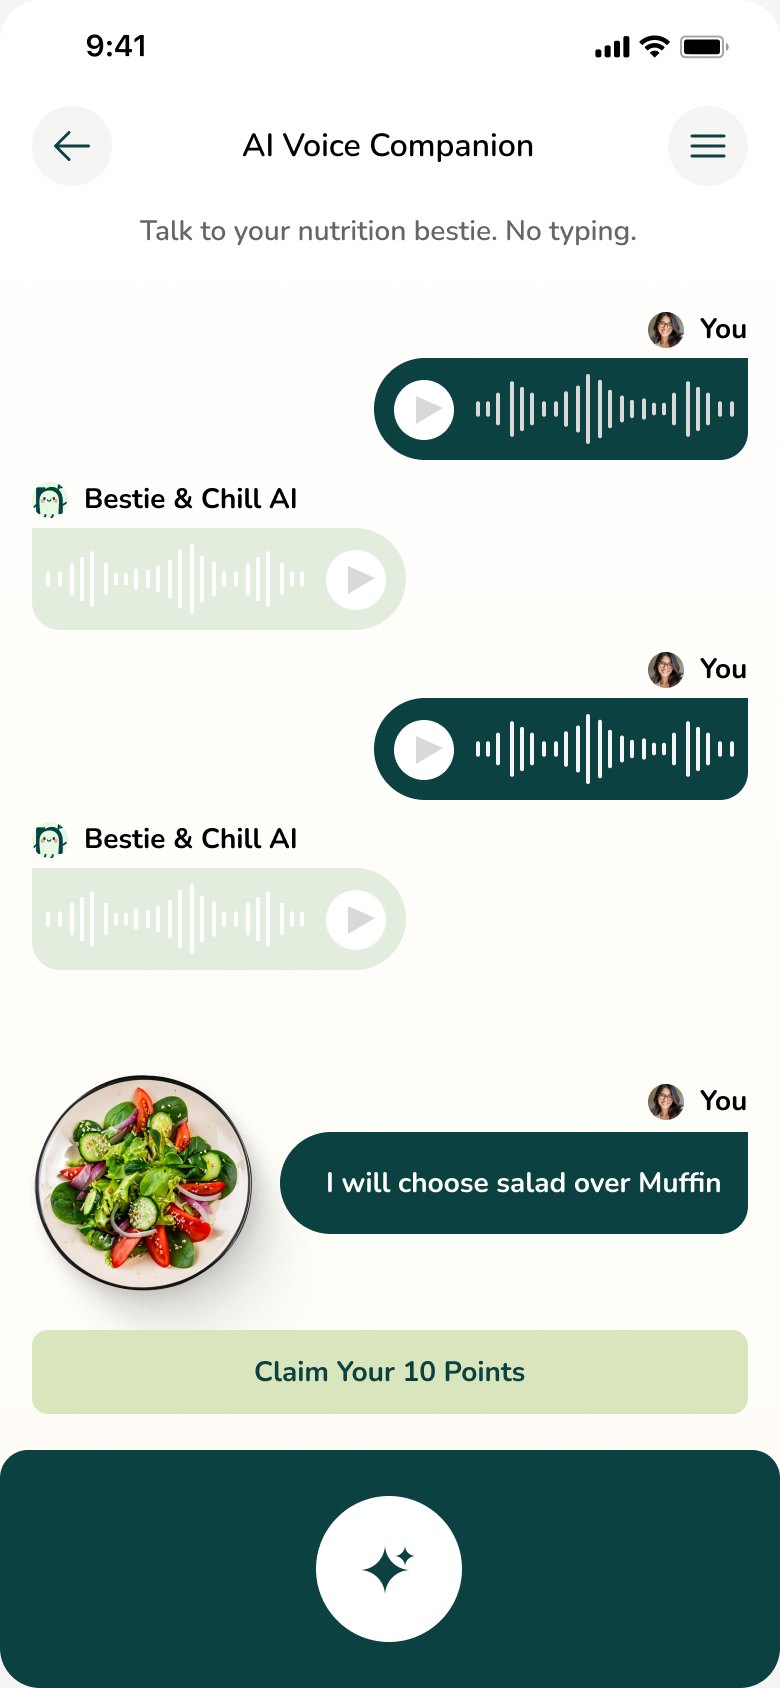 9:41
AI Voice Companion
Talk to your nutrition bestie. No typing.
You
Bestie & Chill AI
You
Bestie & Chill AI
You
I will choose salad over Muffin
Claim Your 10 Points